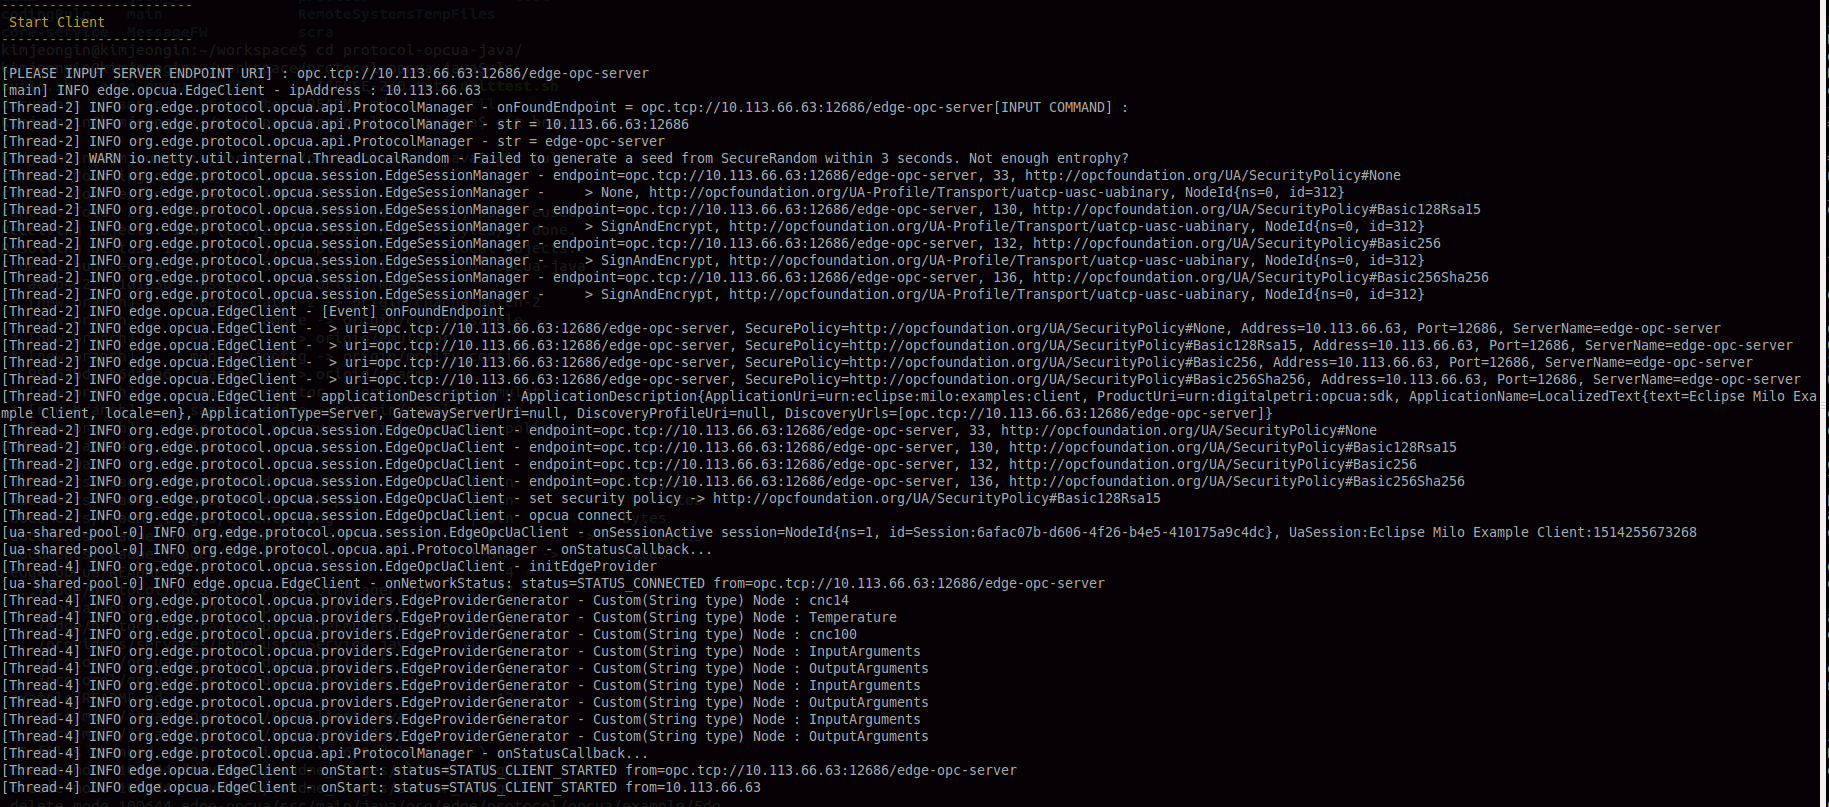 ------------------------
Start Client
------------------------
[PLEASE INPUT SERVER ENDPOINT URI] : opc.tcp://10.113.66.63:12686/edge-opc-server
[main] INFO edge.opcua.EdgeClient - ipAddress : 10.113.66.63
[Thread-2] INFO org.edge.protocol.opcua.api.ProtocolManager - onFoundEndpoint = opc.tcp://10.113.66.63:12686/edge-opc-server[INPUT COMMAND] :
[Thread-2] INFO org.edge.protocol.opcua.api.ProtocolManager - str = 10.113.66.63:12686
[Thread-2] INFO org.edge.protocol.opcua.api.ProtocolManager - str = edge-opc-server
[Thread-2] WARN io.netty.util.internal.ThreadLocalRandom - Failed to generate a seed from SecureRandom within 3 seconds. Not enough entrophy?
[Thread-2] INFO org.edge.protocol.opcua.session.EdgeSessionManager - endpoint=opc.tcp://10.113.66.63:12686/edge-opc-server, 33, http://opcfoundation.org/UA/SecurityPolicy#None
[Thread-2] INFO org.edge.protocol.opcua.session.EdgeSessionManager -     > None, http://opcfoundation.org/UA-Profile/Transport/uatcp-uasc-uabinary, NodeId{ns=0, id=312}
[Thread-2] INFO org.edge.protocol.opcua.session.EdgeSessionManager - endpoint=opc.tcp://10.113.66.63:12686/edge-opc-server, 130, http://opcfoundation.org/UA/SecurityPolicy#Basic128Rsa15
[Thread-2] INFO org.edge.protocol.opcua.session.EdgeSessionManager -     > SignAndEncrypt, http://opcfoundation.org/UA-Profile/Transport/uatcp-uasc-uabinary, NodeId{ns=0, id=312}
[Thread-2] INFO org.edge.protocol.opcua.session.EdgeSessionManager - endpoint=opc.tcp://10.113.66.63:12686/edge-opc-server, 132, http://opcfoundation.org/UA/SecurityPolicy#Basic256
[Thread-2] INFO org.edge.protocol.opcua.session.EdgeSessionManager -     > SignAndEncrypt, http://opcfoundation.org/UA-Profile/Transport/uatcp-uasc-uabinary, NodeId{ns=0, id=312}
[Thread-2] INFO org.edge.protocol.opcua.session.EdgeSessionManager - endpoint=opc.tcp://10.113.66.63:12686/edge-opc-server, 136, http://opcfoundation.org/UA/SecurityPolicy#Basic256Sha256
[Thread-2] INFO org.edge.protocol.opcua.session.EdgeSessionManager -     > SignAndEncrypt, http://opcfoundation.org/UA-Profile/Transport/uatcp-uasc-uabinary, NodeId{ns=0, id=312}
[Thread-2] INFO edge.opcua.EdgeClient - [Event] onFoundEndpoint
[Thread-2] INFO edge.opcua.EdgeClient -  > uri=opc.tcp://10.113.66.63:12686/edge-opc-server, SecurePolicy=http://opcfoundation.org/UA/SecurityPolicy#None, Address=10.113.66.63, Port=12686, ServerName=edge-opc-server
[Thread-2] INFO edge.opcua.EdgeClient -  > uri=opc.tcp://10.113.66.63:12686/edge-opc-server, SecurePolicy=http://opcfoundation.org/UA/SecurityPolicy#Basic128Rsa15, Address=10.113.66.63, Port=12686, ServerName=edge-opc-server
[Thread-2] INFO edge.opcua.EdgeClient -  > uri=opc.tcp://10.113.66.63:12686/edge-opc-server, SecurePolicy=http://opcfoundation.org/UA/SecurityPolicy#Basic256, Address=10.113.66.63, Port=12686, ServerName=edge-opc-server
[Thread-2] INFO edge.opcua.EdgeClient -  > uri=opc.tcp://10.113.66.63:12686/edge-opc-server, SecurePolicy=http://opcfoundation.org/UA/SecurityPolicy#Basic256Sha256, Address=10.113.66.63, Port=12686, ServerName=edge-opc-server
[Thread-2] INFO edge.opcua.EdgeClient - applicationDescription : ApplicationDescription{ApplicationUri=urn:eclipse:milo:examples:client, ProductUri=urn:digitalpetri:opcua:sdk, ApplicationName=LocalizedText{text=Eclipse Milo Exa
mple Client, locale=en}, ApplicationType=Server, GatewayServerUri=null, DiscoveryProfileUri=null, DiscoveryUrls=[opc.tcp://10.113.66.63:12686/edge-opc-server]}
[Thread-2] INFO org.edge.protocol.opcua.session.EdgeOpcUaClient - endpoint=opc.tcp://10.113.66.63:12686/edge-opc-server, 33, http://opcfoundation.org/UA/SecurityPolicy#None
[Thread-2] INFO org.edge.protocol.opcua.session.EdgeOpcUaClient - endpoint=opc.tcp://10.113.66.63:12686/edge-opc-server, 130, http://opcfoundation.org/UA/SecurityPolicy#Basic128Rsa15
[Thread-2] INFO org.edge.protocol.opcua.session.EdgeOpcUaClient - endpoint=opc.tcp://10.113.66.63:12686/edge-opc-server, 132, http://opcfoundation.org/UA/SecurityPolicy#Basic256
[Thread-2] INFO org.edge.protocol.opcua.session.EdgeOpcUaClient - endpoint=opc.tcp://10.113.66.63:12686/edge-opc-server, 136, http://opcfoundation.org/UA/SecurityPolicy#Basic256Sha256
[Thread-2] INFO org.edge.protocol.opcua.session.EdgeOpcUaClient - set security policy -> http://opcfoundation.org/UA/SecurityPolicy#Basic128Rsa15
[Thread-2] INFO org.edge.protocol.opcua.session.EdgeOpcUaClient - opcua connect
[ua-shared-pool-0] INFO org.edge.protocol.opcua.session.EdgeOpcUaClient - onSessionActive session=NodeId{ns=1, id=Session:6afac07b-d606-4f26-b4e5-410175a9c4dc}, UaSession:Eclipse Milo Example Client:1514255673268
[ua-shared-pool-0] INFO org.edge.protocol.opcua.api.ProtocolManager - onStatusCallback...
[Thread-4] INFO org.edge.protocol.opcua.session.EdgeOpcUaClient - initEdgeProvider
[ua-shared-pool-0] INFO edge.opcua.EdgeClient - onNetworkStatus: status=STATUS_CONNECTED from=opc.tcp://10.113.66.63:12686/edge-opc-server
[Thread-4] INFO org.edge.protocol.opcua.providers.EdgeProviderGenerator - Custom(String type) Node : cnc14
[Thread-4] INFO org.edge.protocol.opcua.providers.EdgeProviderGenerator - Custom(String type) Node : Temperature
[Thread-4] INFO org.edge.protocol.opcua.providers.EdgeProviderGenerator - Custom(String type) Node : cnc100
[Thread-4] INFO org.edge.protocol.opcua.providers.EdgeProviderGenerator - Custom(String type) Node : InputArguments
[Thread-4] INFO org.edge.protocol.opcua.providers.EdgeProviderGenerator - Custom(String type) Node : OutputArguments
[Thread-4] INFO org.edge.protocol.opcua.providers.EdgeProviderGenerator - Custom(String type) Node : InputArguments
[Thread-4] INFO org.edge.protocol.opcua.providers.EdgeProviderGenerator - Custom(String type) Node : OutputArguments
[Thread-4] INFO org.edge.protocol.opcua.providers.EdgeProviderGenerator - Custom(String type) Node : InputArguments
[Thread-4] INFO org.edge.protocol.opcua.providers.EdgeProviderGenerator - Custom(String type) Node : OutputArguments
[Thread-4] INFO org.edge.protocol.opcua.api.ProtocolManager - onStatusCallback...
[Thread-4] INFO edge.opcua.EdgeClient - onStart: status=STATUS_CLIENT_STARTED from=opc.tcp://10.113.66.63:12686/edge-opc-server
[Thread-4] INFO edge.opcua.EdgeClient - onStart: status=STATUS_CLIENT_STARTED from=10.113.66.63